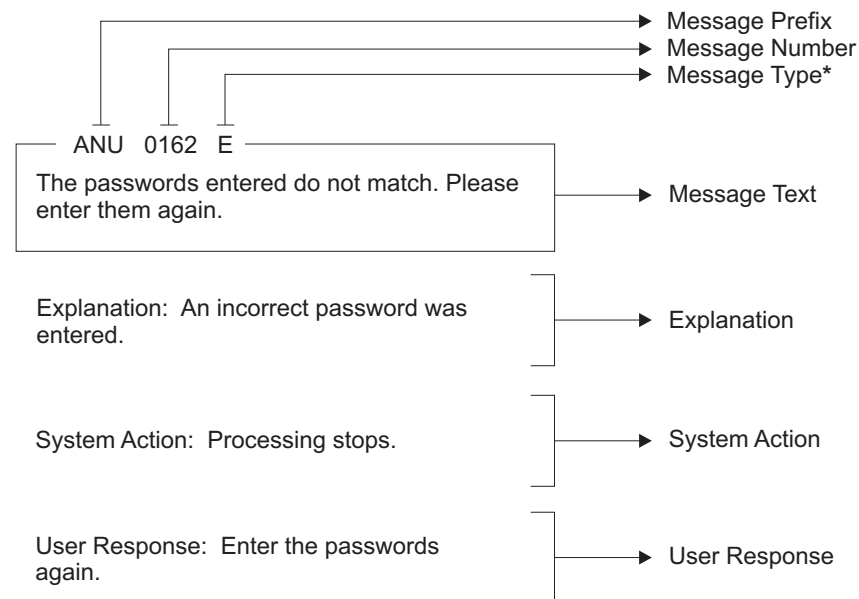 Message Prefix
Message Number
Message Type*
ANU 0162 E
The passwords entered do not match. Please
enter them again.
Message Text
Explanation: An incorrect password was
entered.
Explanation
System Action: Processing stops.
System Action
User Response: Enter the passwords
again.
User Response